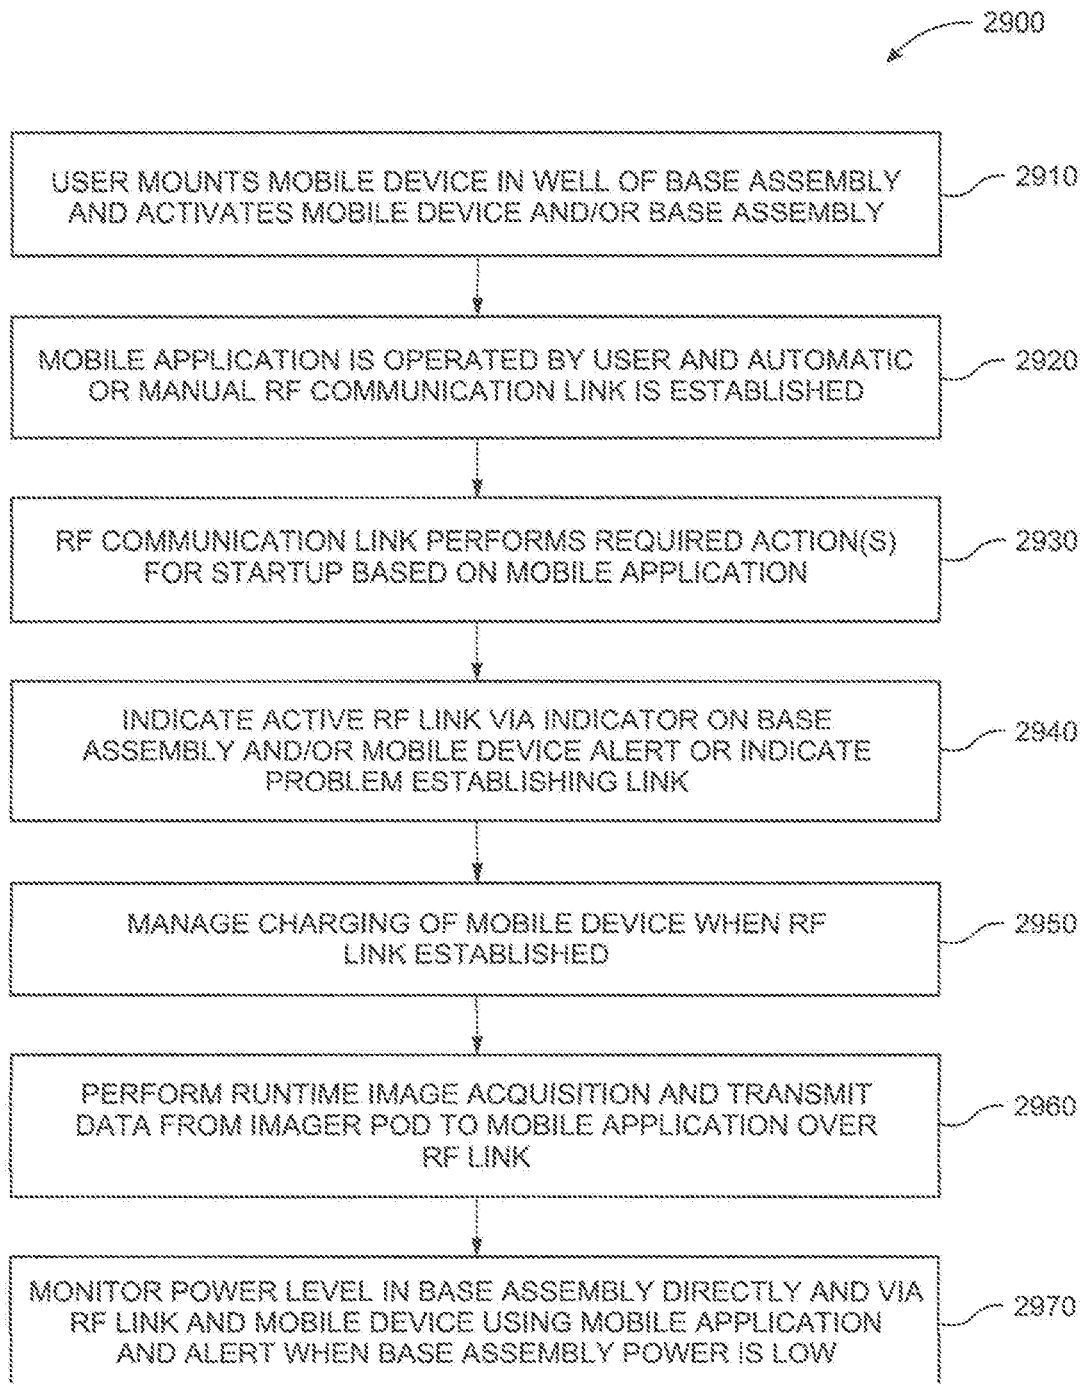 2900
USER MOUNTS MOBILE DEVICE IN WELL OF BASE ASSEMBLY
AND ACTIVATES MOBILE DEVICE AND/OR BASE ASSEMBLY
2910
MOBILE APPLICATION IS OPERATED BY USER AND AUTOMATIC
OR MANUAL RF COMMUNICATION LINK IS ESTABLISHED
2920
RF COMMUNICATION LINK PERFORMS REQUIRED ACTION(S)
FOR STARTUP BASED ON MOBILE APPLICATION
2930
INDICATE ACTIVE RF LINK VIA INDICATOR ON BASE
ASSEMBLY AND/OR MOBILE DEVICE ALERT OR INDICATE
PROBLEM ESTABLISHING LINK
2940
MANAGE CHARGING OF MOBILE DEVICE WHEN RF
LINK ESTABLISHED
2950
PERFORM RUNTIME IMAGE ACQUISITION AND TRANSMIT
DATA FROM IMAGER POD TO MOBILE APPLICATION OVER
RF LINK
2960
MONITOR POWER LEVEL IN BASE ASSEMBLY DIRECTLY AND VIA
RF LINK AND MOBILE DEVICE USING MOBILE APPLICATION
AND ALERT WHEN BASE ASSEMBLY POWER IS LOW
2970